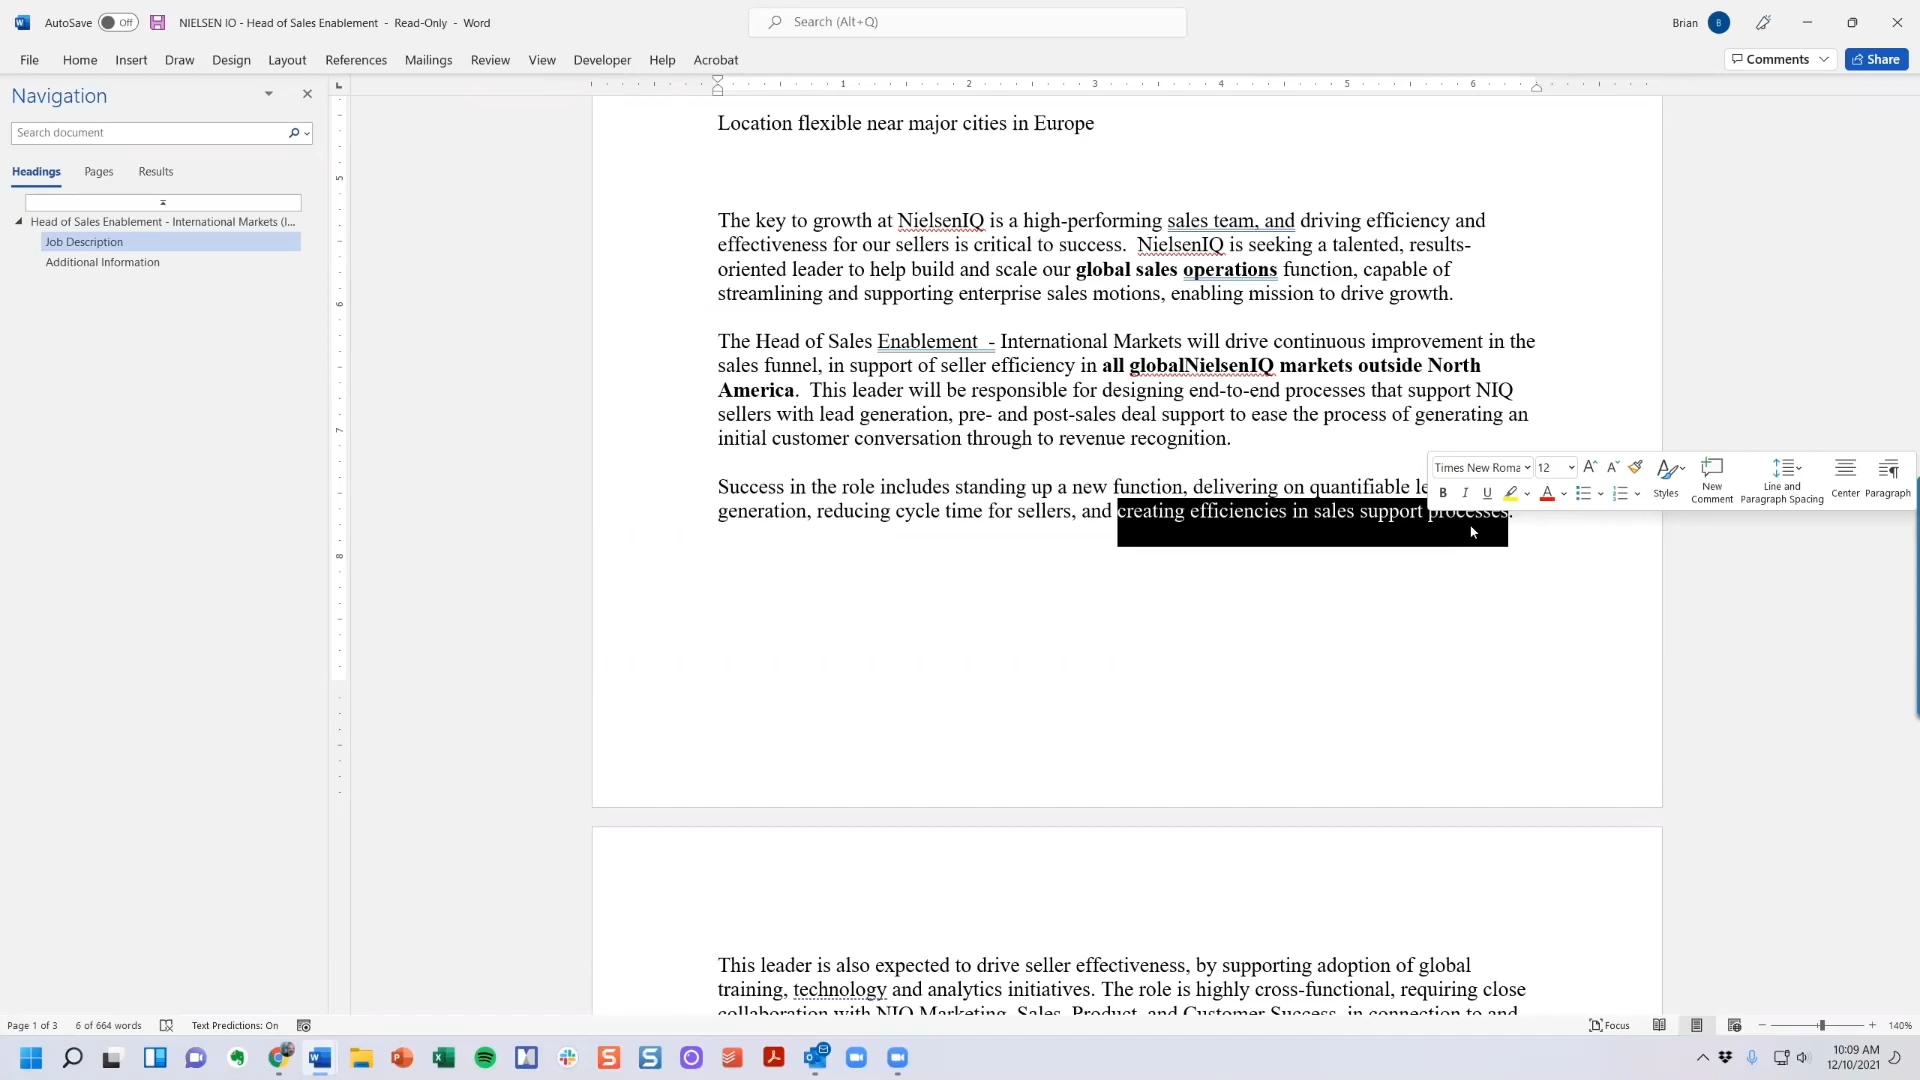 AutoSave Off NIELSEN IO - Head of Sales Enablement - Read-Only - Word Search (Alt+Q) Brian B
File Home Insert Draw Design Layout References Mailings Review View Developer Help Acrobat Comments Share
Navigation
Search document
Headings Pages Results
Head of Sales Enablement - International Markets (I...
Job Description
Additional Information
1 2 3 4 5 6
5
6
7
8
Location flexible near major cities in Europe
The key to growth at NielsenIQ is a high-performing sales team, and driving efficiency and
effectiveness for our sellers is critical to success. NielsenIQ is seeking a talented, results-
oriented leader to help build and scale our global sales operations function, capable of
streamlining and supporting enterprise sales motions, enabling mission to drive growth.
The Head of Sales Enablement - International Markets will drive continuous improvement in the
sales funnel, in support of seller efficiency in all globalNielsenIQ markets outside North
America. This leader will be responsible for designing end-to-end processes that support NIQ
sellers with lead generation, pre- and post-sales deal support to ease the process of generating an
initial customer conversation through to revenue recognition.
Success in the role includes standing up a new function, delivering on quantifiable
generation, reducing cycle time for sellers, and creating efficiencies in sales support processes.
Times New Roma 12
B I U A Styles New Comment Line and Paragraph Spacing Center Paragraph
This leader is also expected to drive seller effectiveness, by supporting adoption of global
training, technology and analytics initiatives. The role is highly cross-functional, requiring close
collaboration with NIQ Marketing, Sales, Product, and Customer Success, in connection to and
Page 1 of 3 6 of 664 words Text Predictions: On Focus 140%
10:09 AM
12/10/2021